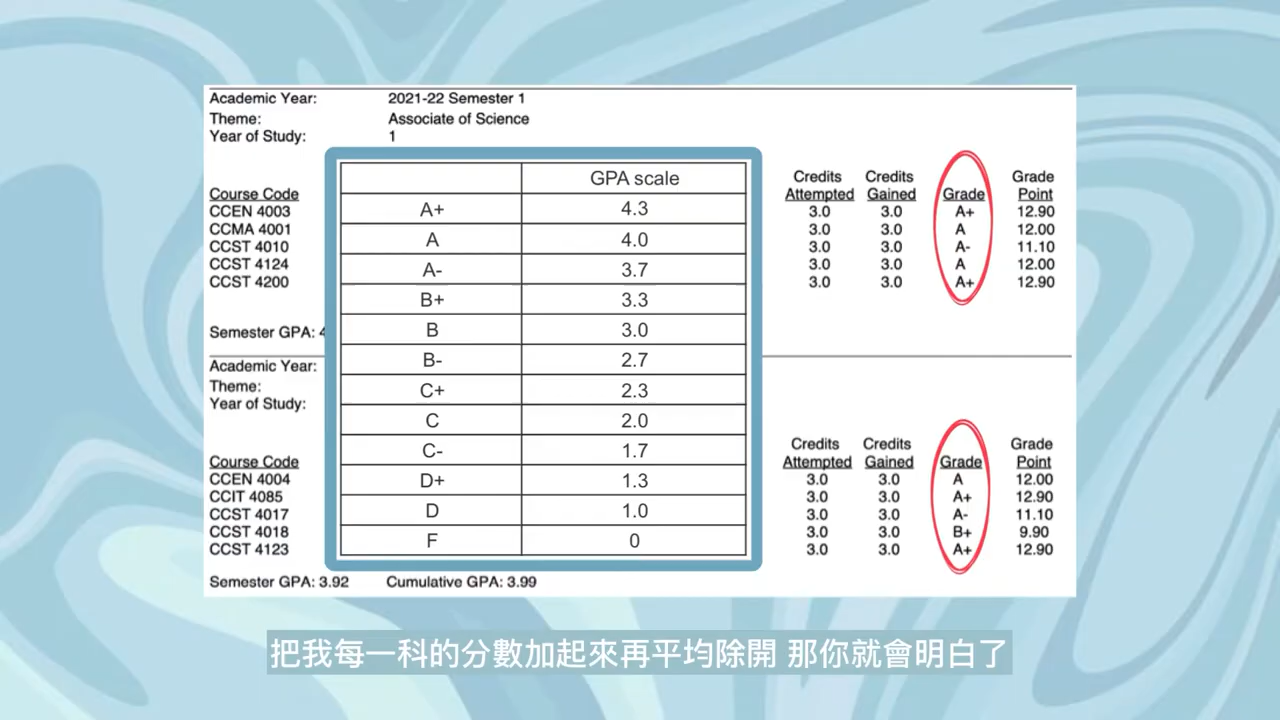 Academic Year: 2021-22 Semester 1
Theme: Associate of Science
Year of Study: 1
Course Code Credits Attempted Credits Gained Grade Grade Point
CCEN 4003 3.0 3.0 A+ 12.90
CCMA 4001 3.0 3.0 A 12.00
CCST 4010 3.0 3.0 A- 11.10
CCST 4124 3.0 3.0 A 12.00
CCST 4200 3.0 3.0 A+ 12.90
Semester GPA: 4
GPA scale
A+ 4.3
A 4.0
A- 3.7
B+ 3.3
B 3.0
B- 2.7
C+ 2.3
C 2.0
C- 1.7
D+ 1.3
D 1.0
F 0
Academic Year:
Theme:
Year of Study:
Course Code Credits Attempted Credits Gained Grade Grade Point
CCEN 4004 3.0 3.0 A 12.00
CCIT 4085 3.0 3.0 A+ 12.90
CCST 4017 3.0 3.0 A- 11.10
CCST 4018 3.0 3.0 B+ 9.90
CCST 4123 3.0 3.0 A+ 12.90
Semester GPA: 3.92 Cumulative GPA: 3.99
把我每一科的分數加起來再平均除開 那你就會明白了